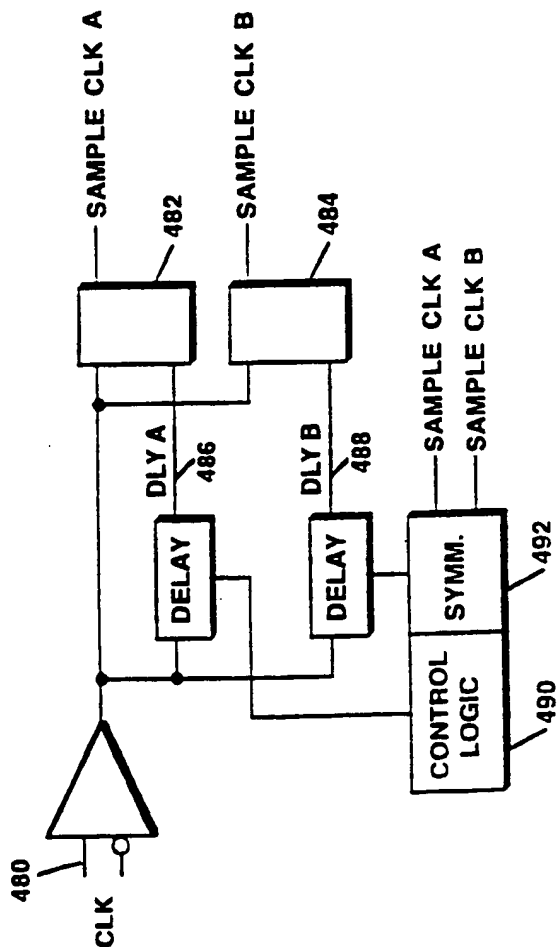 CLK
480
SAMPLE CLK A
482
SAMPLE CLK B
484
DLY A
486
DELAY
DLY B
488
DELAY
CONTROL
LOGIC
SYMM.
SAMPLE CLK A
SAMPLE CLK B
490
492